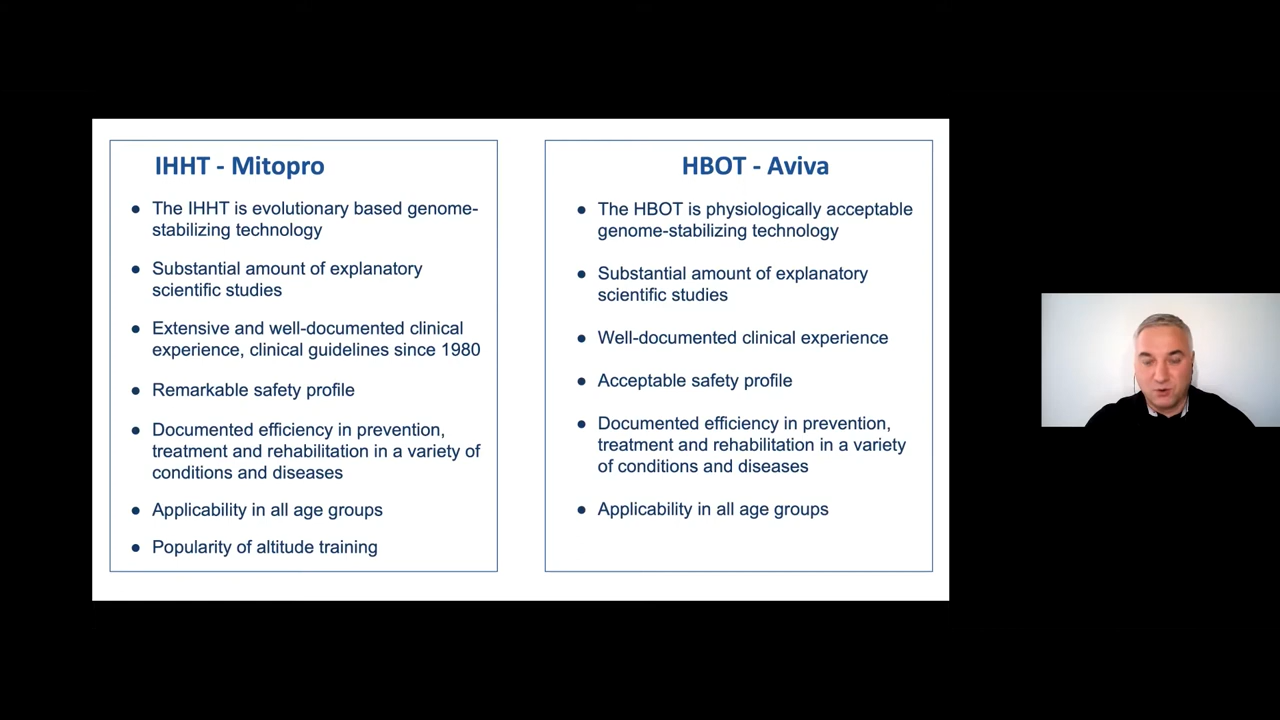 IHHT - Mitopro
● The IHHT is evolutionary based genome-
stabilizing technology
● Substantial amount of explanatory
scientific studies
● Extensive and well-documented clinical
experience, clinical guidelines since 1980
● Remarkable safety profile
● Documented efficiency in prevention,
treatment and rehabilitation in a variety of
conditions and diseases
● Applicability in all age groups
● Popularity of altitude training
HBOT - Aviva
● The HBOT is physiologically acceptable
genome-stabilizing technology
● Substantial amount of explanatory
scientific studies
● Well-documented clinical experience
● Acceptable safety profile
● Documented efficiency in prevention,
treatment and rehabilitation in a variety
of conditions and diseases
● Applicability in all age groups